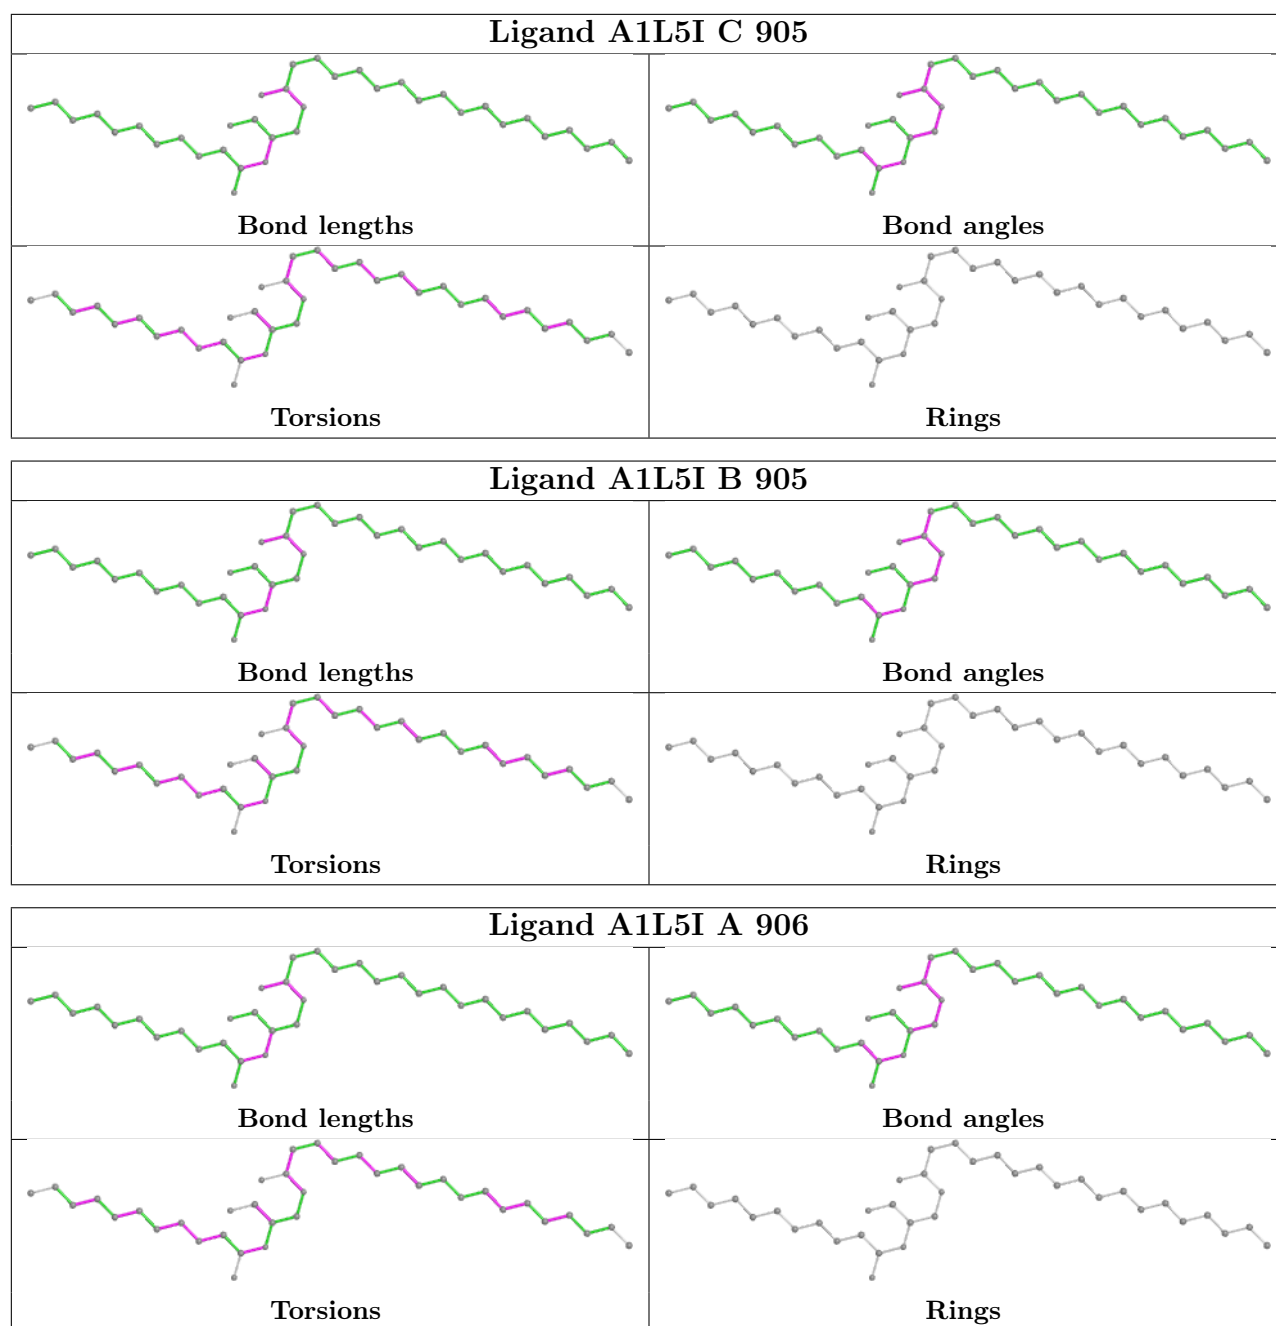 Ligand A1L5I C 905
Bond lengths
Bond angles
Torsions
Rings
Ligand A1L5I B 905
Bond lengths
Bond angles
Torsions
Rings
Ligand A1L5I A 906
Bond lengths
Bond angles
Torsions
Rings